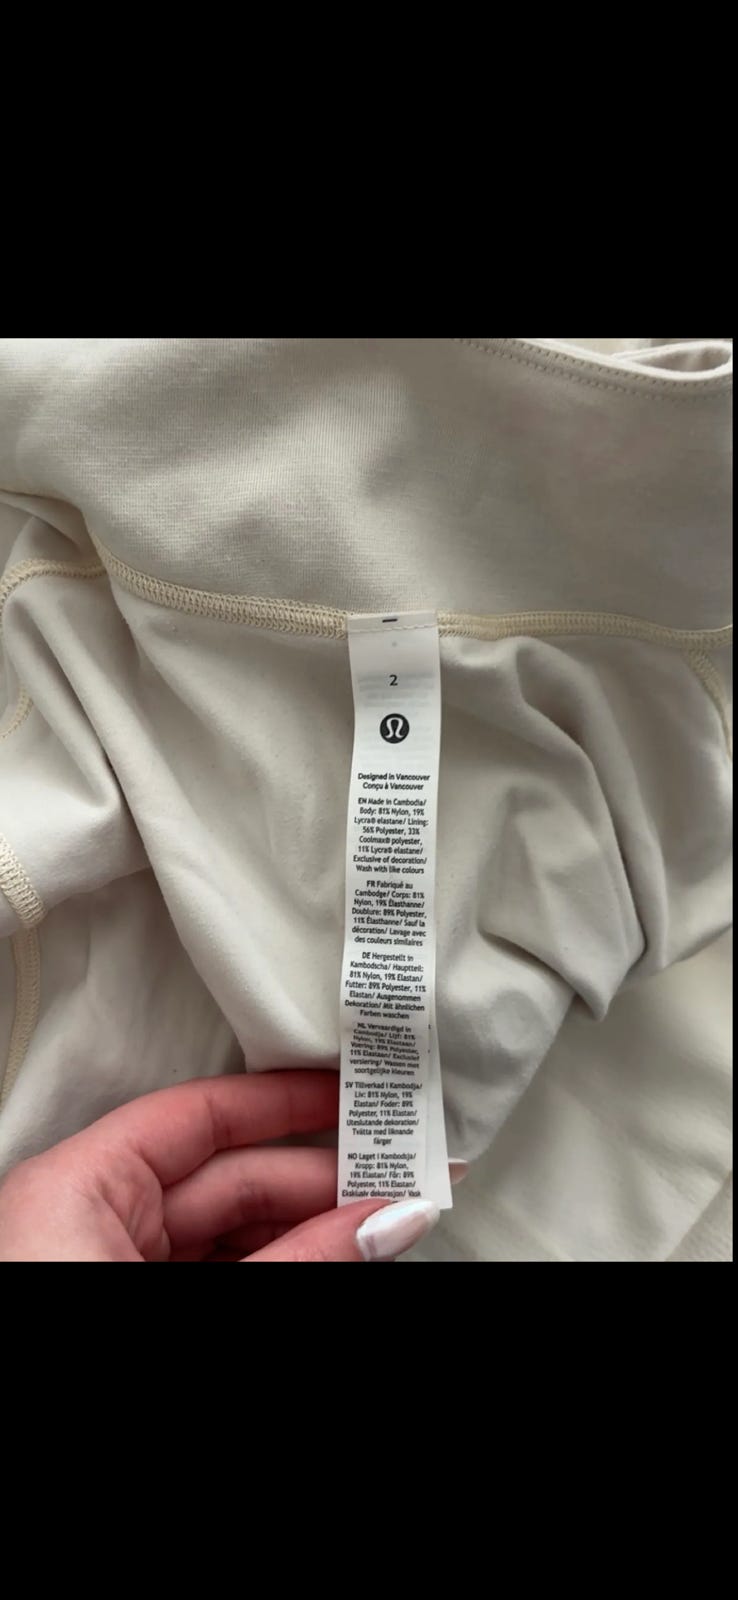 2
Designed in Vancouver
Conçu à Vancouver
EN Made in Cambodia/
Body: 81% Nylon, 19%
Lycra® elastane/ Lining:
56% Polyester, 33%
Coolmax® polyester,
11% Lycra® elastane/
Exclusive of decoration/
Wash with like colours
FR Fabriqué au
Cambodge/ Corps: 81%
Nylon, 19% Élasthanne/
Doublure: 89% Polyester,
11% Élasthanne/ Sauf la
décoration/ Lavage avec
des couleurs similaires
DE Hergestellt in
Kambodscha/ Hauptteil:
81% Nylon, 19% Elastan/
Futter: 89% Polyester, 11%
Elastan/ Ausgenommen
Dekoration/ Mit ähnlichen
Farben waschen
NL Vervaardigd in
Cambodja/ Lijf: 81%
Nylon, 19% Elastaan/
Voering: 89% Polyester,
11% Elastaan/ Exclusief
versiering/ Wassen met
soortgelijke kleuren
SV Tillverkad i Kambodja/
Liv: 81% Nylon, 19%
Elastan/ Foder: 89%
Polyester, 11% Elastan/
Uteslutande dekoration/
Tvätta med liknande
färger
NO Laget i Kambodsja/
Kropp: 81% Nylon,
19% Elastan/ Fôr: 89%
Polyester, 11% Elastan/
Eksklusiv dekorasjon/ Vask